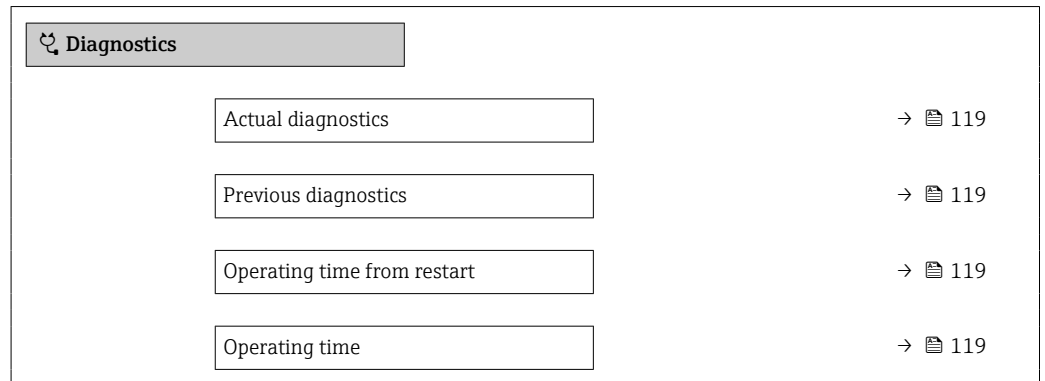 Diagnostics
Actual diagnostics → 119
Previous diagnostics → 119
Operating time from restart → 119
Operating time → 119